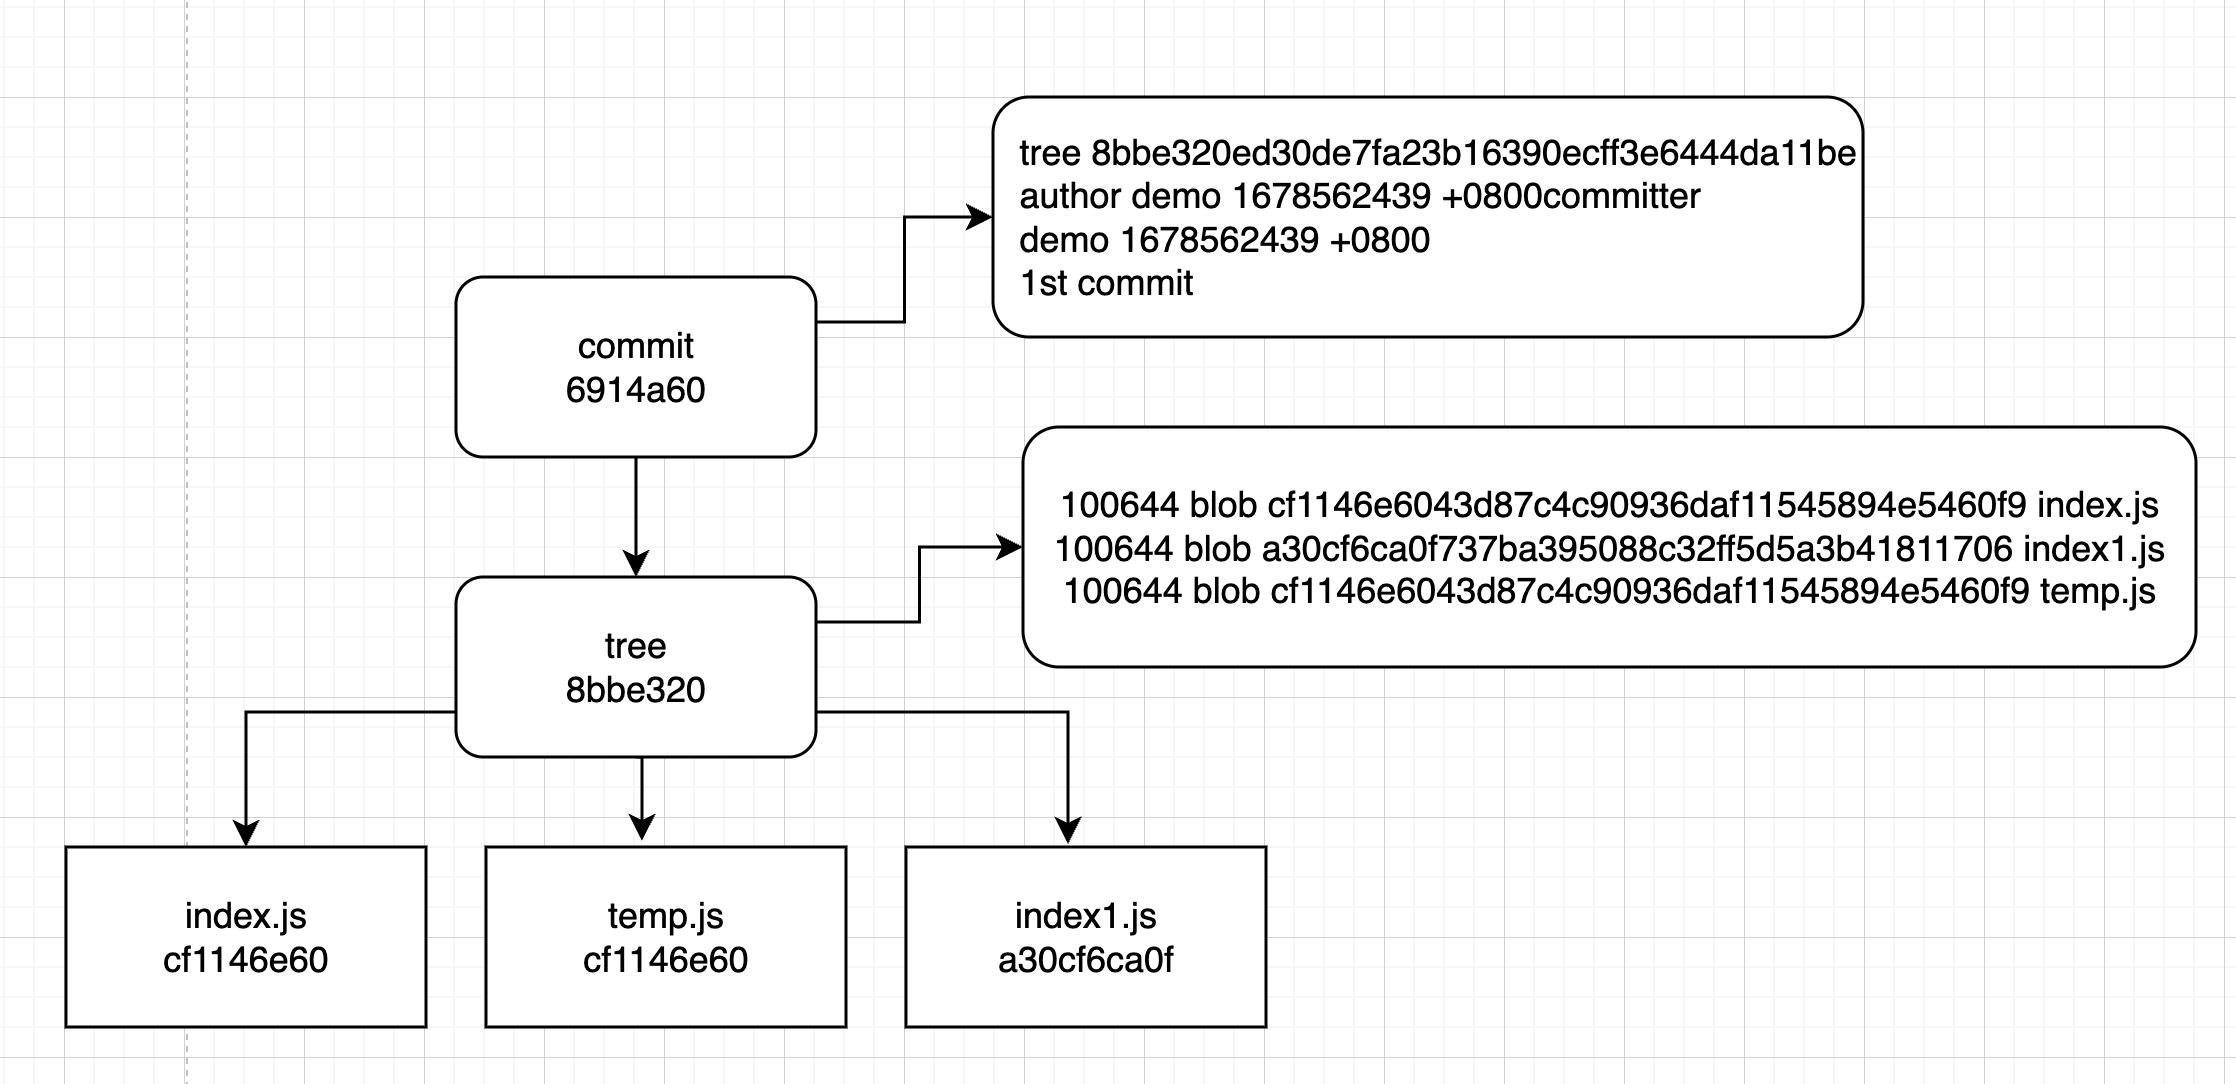 tree 8bbe320ed30de7fa23b16390ecff3e6444da11be
author demo 1678562439 +0800committer
demo 1678562439 +0800
1st commit
commit
6914a60
100644 blob cf1146e6043d87c4c90936daf11545894e5460f9 index.js
100644 blob a30cf6ca0f737ba395088c32ff5d5a3b41811706 index1.js
100644 blob cf1146e6043d87c4c90936daf11545894e5460f9 temp.js
tree
8bbe320
index.js
cf1146e60
temp.js
cf1146e60
index1.js
a30cf6ca0f